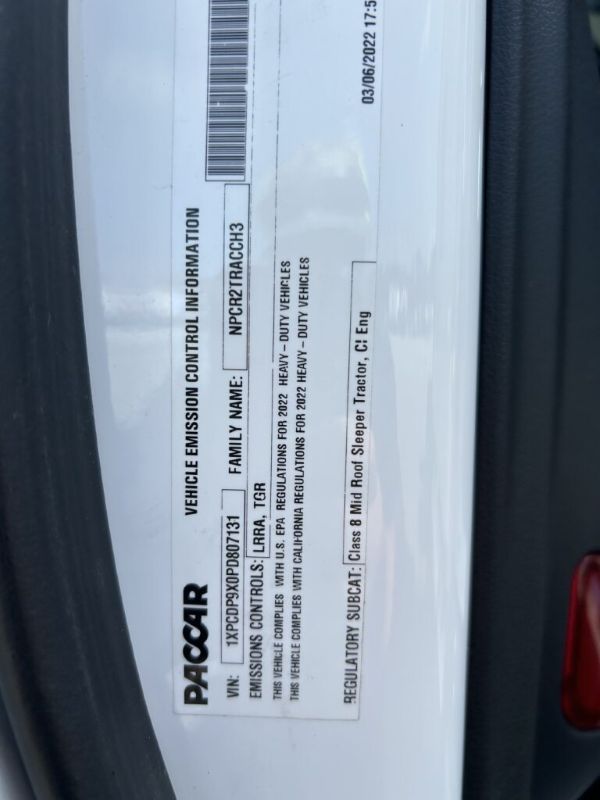 PACCAR VEHICLE EMISSION CONTROL INFORMATION
VIN: 1XPCDP9X0PD807131 FAMILY NAME: NPCR2TRACCH3
EMISSIONS CONTROLS: LRRA, TGR
THIS VEHICLE COMPLIES WITH U.S. EPA REGULATIONS FOR 2022 HEAVY-DUTY VEHICLES
THIS VEHICLE COMPLIES WITH CALIFORNIA REGULATIONS FOR 2022 HEAVY-DUTY VEHICLES
REGULATORY SUBCAT: Class 8 Mid Roof Sleeper Tractor, CI Eng
03/06/2022 17:5